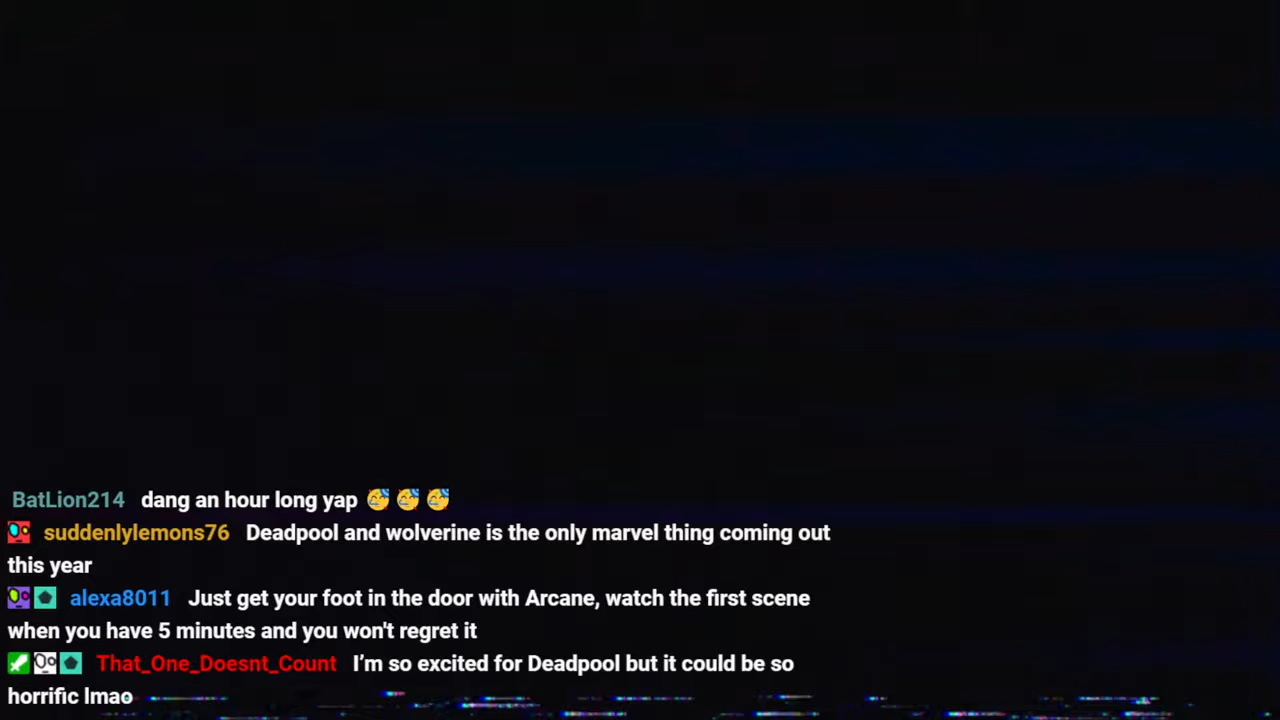 BatLion214 dang an hour long yap 🥳 🥳 🥳
suddenlylemons76 Deadpool and wolverine is the only marvel thing coming out
this year
alexa8011 Just get your foot in the door with Arcane, watch the first scene
when you have 5 minutes and you won't regret it
That_One_Doesnt_Count I’m so excited for Deadpool but it could be so
horrific lmao